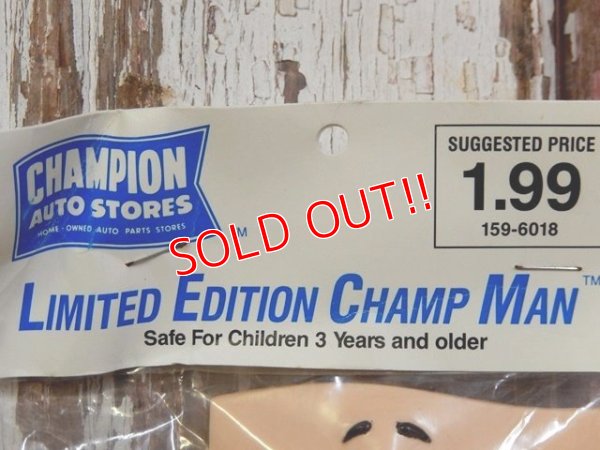 CHAMPION
AUTO STORES
HOME-OWNED AUTO PARTS STORES
TM
SUGGESTED PRICE
1.99
159-6018
SOLD OUT!!
LIMITED EDITION CHAMP MAN™
Safe For Children 3 Years and older